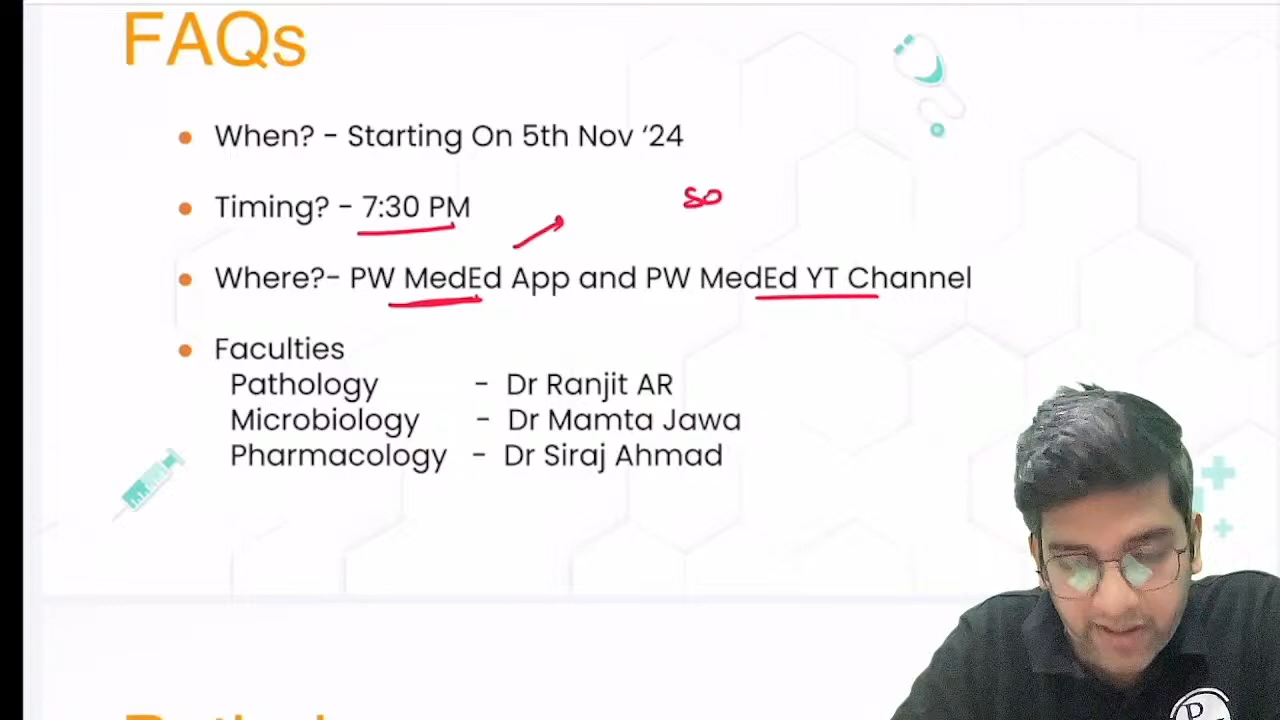 FAQs
When? - Starting On 5th Nov ‘24
Timing? - 7:30 PM
so
Where?- PW MedEd App and PW MedEd YT Channel
Faculties
Pathology - Dr Ranjit AR
Microbiology - Dr Mamta Jawa
Pharmacology - Dr Siraj Ahmad